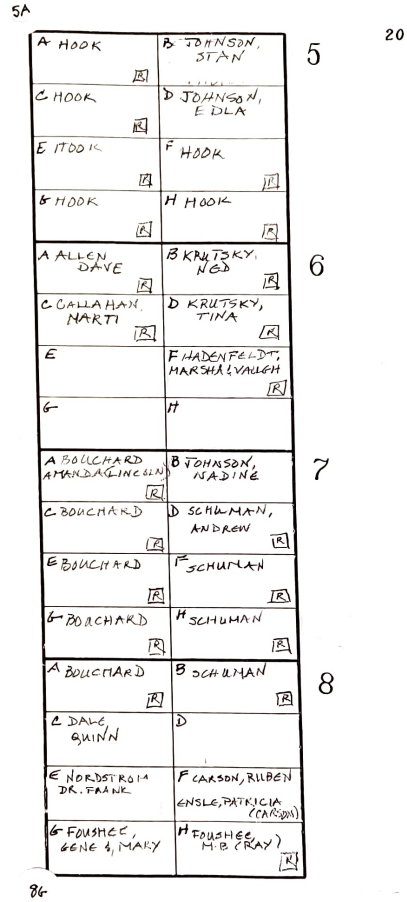 5A
20
A HOOK
R
B JOHNSON,
STAN
5
C HOOK
R
D JOHNSON,
EDLA
E HOOK
R
F HOOK
R
G HOOK
R
H HOOK
R
A ALLEN
DAVE
R
B KRUTSKY,
NED
R
6
C CALLAHAN,
MARTI
R
D KRUTSKY,
TINA
R
E
F HADENFELDT,
MARSHA & VAUGH
R
G
H
A BOUCHARD
AMANDA (LINCOLN)
R
B JOHNSON,
NADINE
7
C BOUCHARD
R
D SCHUMAN,
ANDREW
R
E BOUCHARD
R
F SCHUMAN
R
G BOUCHARD
R
H SCHUMAN
R
A BOUCHARD
R
B SCHUMAN
R
8
C DALE,
QUINN
D
E NORDSTROM
DR. FRANK
F CARSON, RUBEN
ENSLE, PATRICIA
(CARSON)
G FOUSHEE,
GENE & MARY
H FOUSHEE,
M.B (RAY)
R
8G